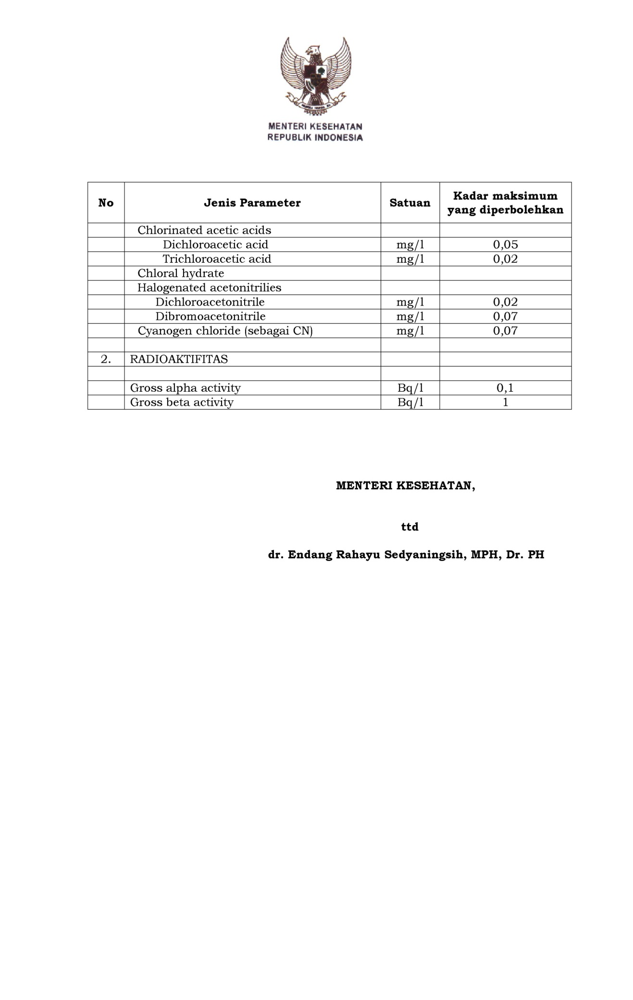 MENTERI KESEHATAN
REPUBLIK INDONESIA
No Jenis Parameter Satuan Kadar maksimum
yang diperbolehkan
Chlorinated acetic acids
Dichloroacetic acid mg/l 0,05
Trichloroacetic acid mg/l 0,02
Chloral hydrate
Halogenated acetonitrilies
Dichloroacetonitrile mg/l 0,02
Dibromoacetonitrile mg/l 0,07
Cyanogen chloride (sebagai CN) mg/l 0,07
2. RADIOAKTIFITAS
Gross alpha activity Bq/l 0,1
Gross beta activity Bq/l 1
MENTERI KESEHATAN,
ttd
dr. Endang Rahayu Sedyaningsih, MPH, Dr. PH